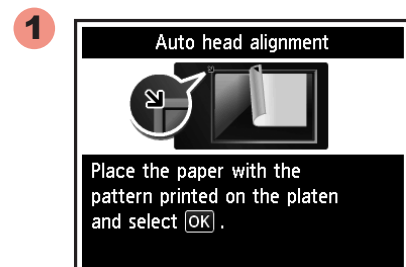 1
Auto head alignment
Place the paper with the
pattern printed on the platen
and select OK .